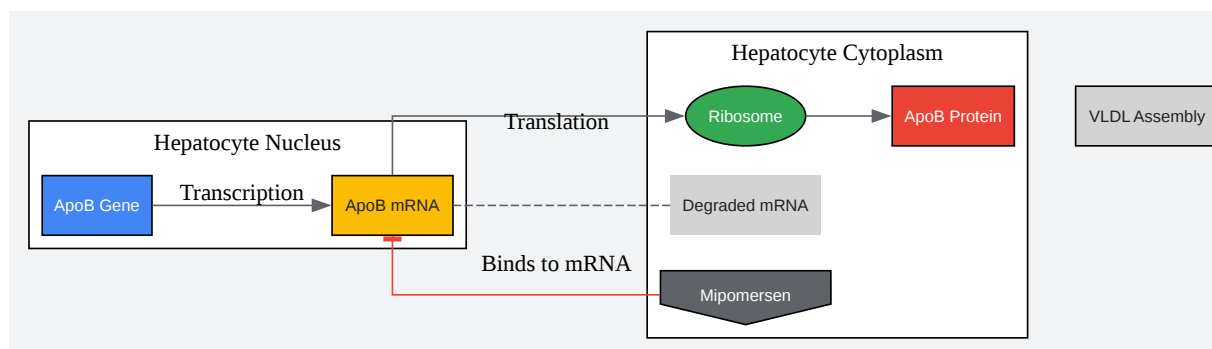 Hepatocyte Cytoplasm
Translation
Ribosome
ApoB Protein
VLDL Assembly
Hepatocyte Nucleus
ApoB Gene
Transcription
ApoB mRNA
Degraded mRNA
Binds to mRNA
Mipomersen